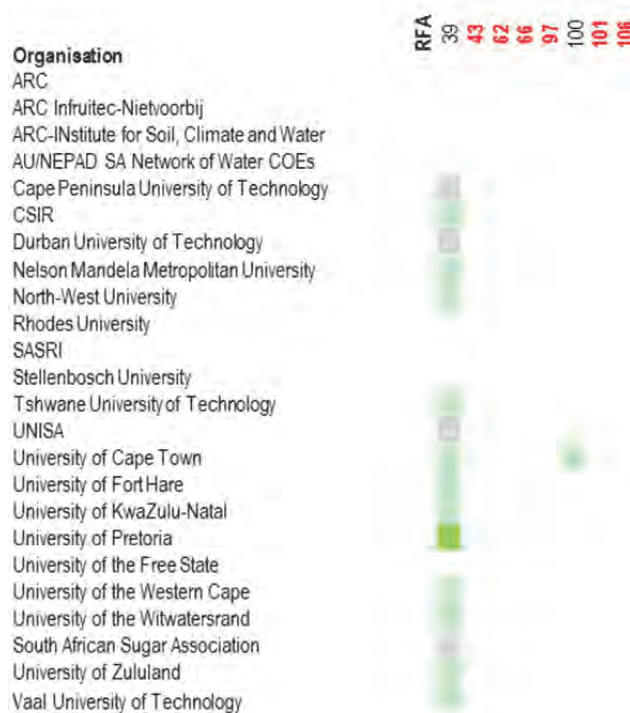 RFA 39 43 62 66 97 100 101 106
Organisation
ARC
ARC Infruitec-Nietvoorbij
ARC-INstitute for Soil, Climate and Water
AU/NEPAD SA Network of Water COEs
Cape Peninsula University of Technology
CSIR
Durban University of Technology
Nelson Mandela Metropolitan University
North-West University
Rhodes University
SASRI
Stellenbosch University
Tshwane University of Technology
UNISA
University of Cape Town
University of Fort Hare
University of KwaZulu-Natal
University of Pretoria
University of the Free State
University of the Western Cape
University of the Witwatersrand
South African Sugar Association
University of Zululand
Vaal University of Technology